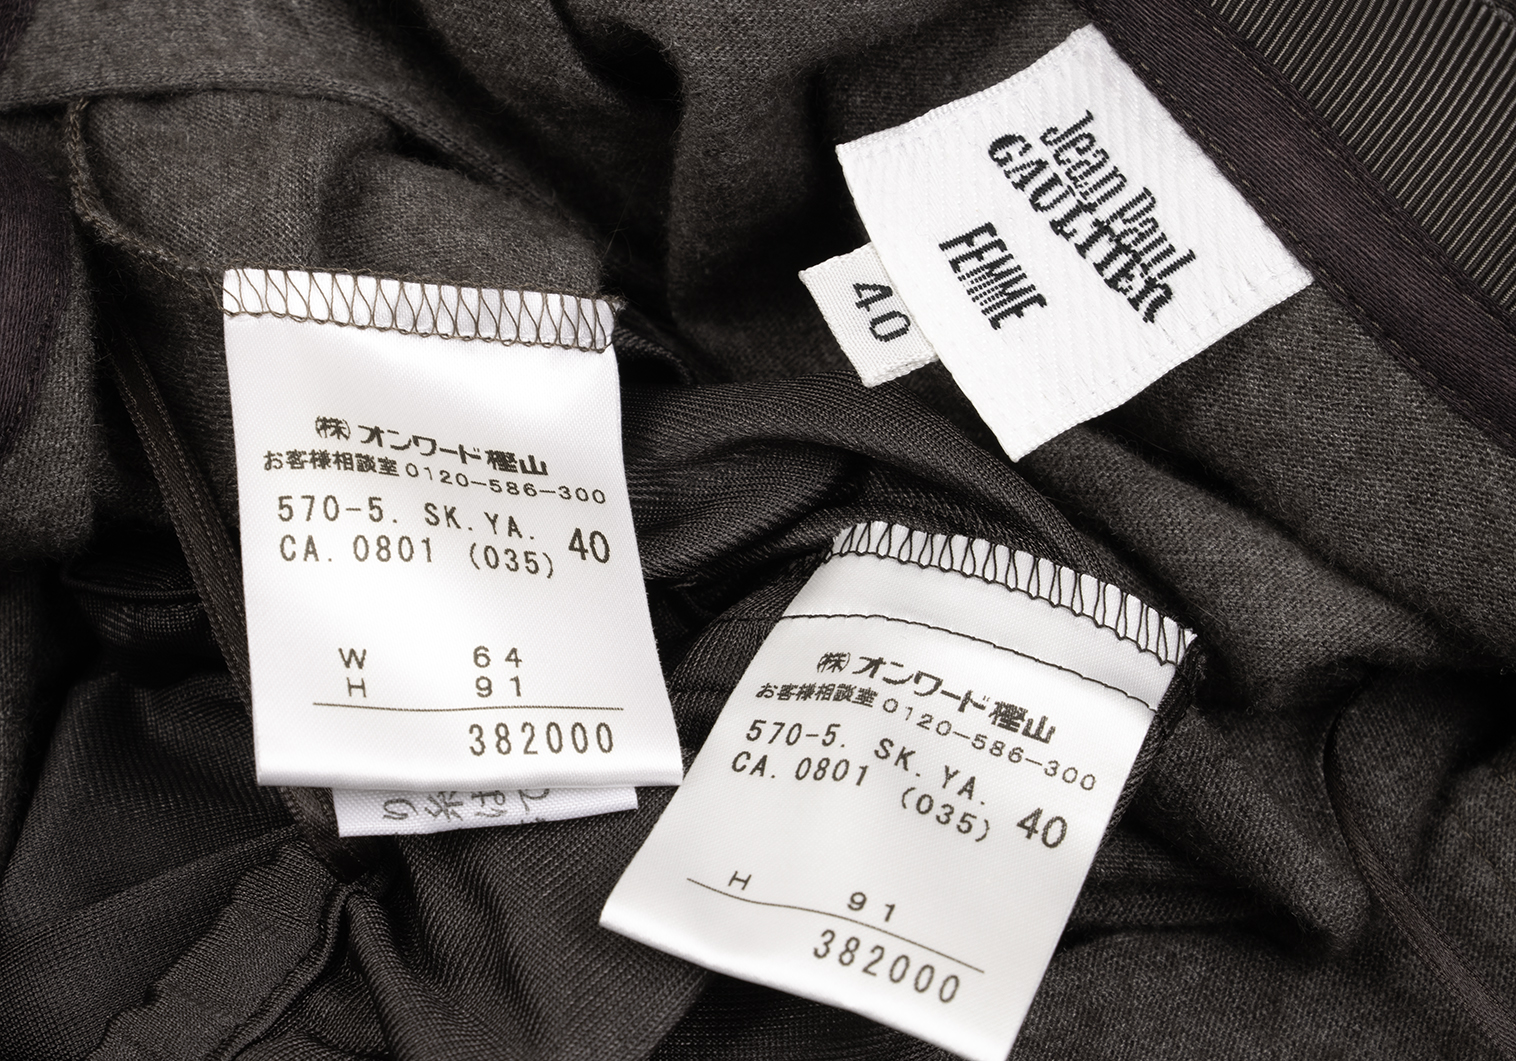 Jean Paul
GAULTIER
FEMME
40
㈱オンワード樫山
お客様相談室 0120-586-300
570-5. SK.YA.
CA. 0801 (035) 40
W 64
H 91
382000
㈱オンワード樫山
お客様相談室 0120-586-300
570-5. SK.YA.
CA. 0801 (035) 40
H 91
382000